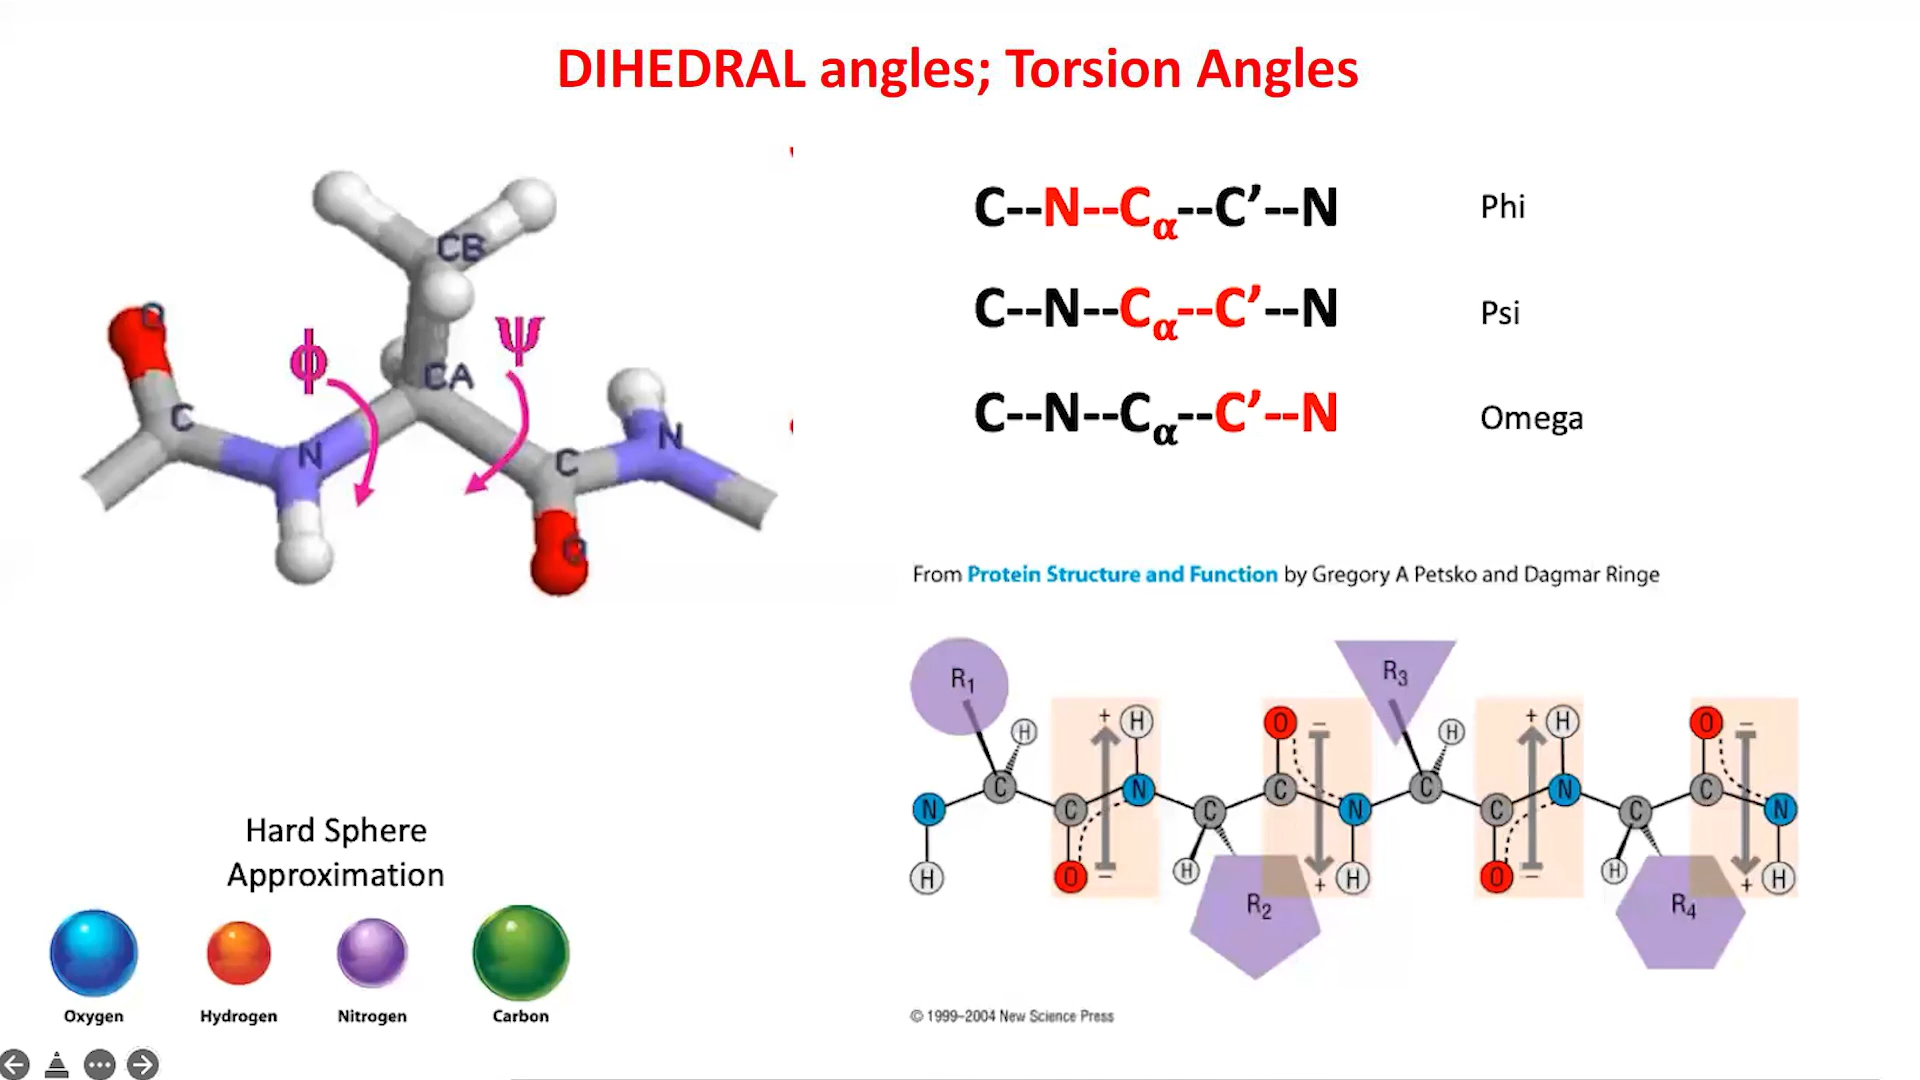 DIHEDRAL angles; Torsion Angles
C--N--Cα--C’--N Phi
C--N--Cα--C’--N Psi
C--N--Cα--C’--N Omega
CB
O
ϕ
ψ
CA
C
N
N
C
O
From Protein Structure and Function by Gregory A Petsko and Dagmar Ringe
R1
R3
H
+
H
O
−
H
+
H
O
−
C
N
C
C
N
C
N
C
C
N
C
C
N
H
O
−
H
+
H
O
−
H
+
H
R2
R4
© 1999–2004 New Science Press
Hard Sphere
Approximation
Oxygen Hydrogen Nitrogen Carbon